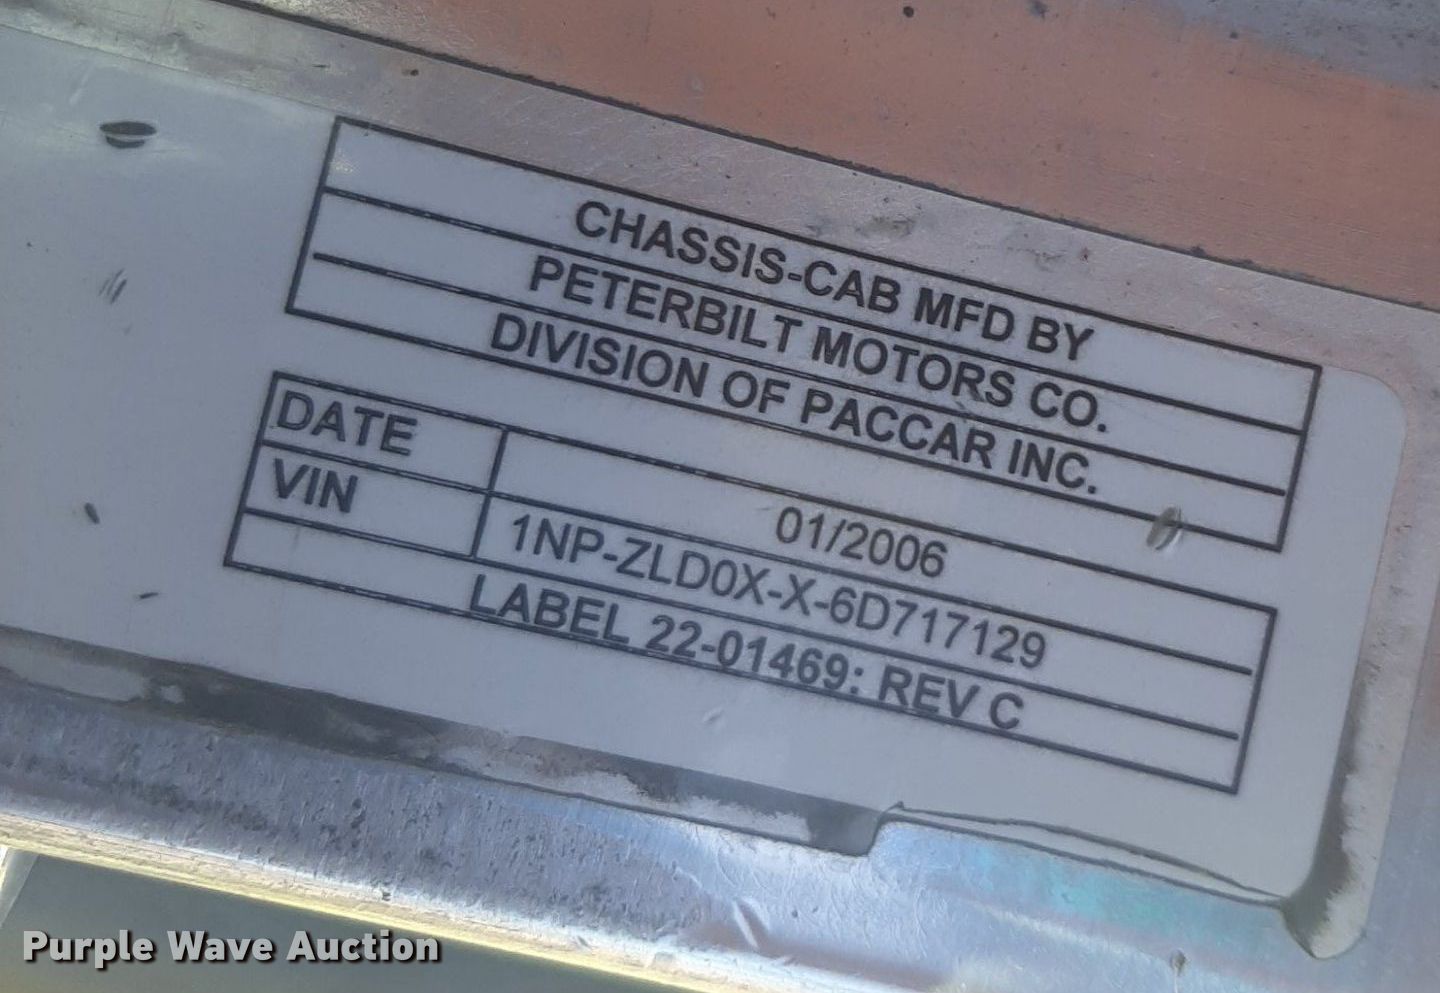 CHASSIS-CAB MFD BY
PETERBILT MOTORS CO.
DIVISION OF PACCAR INC.
DATE 01/2006
VIN 1NP-ZLD0X-X-6D717129
LABEL 22-01469: REV C
Purple Wave Auction